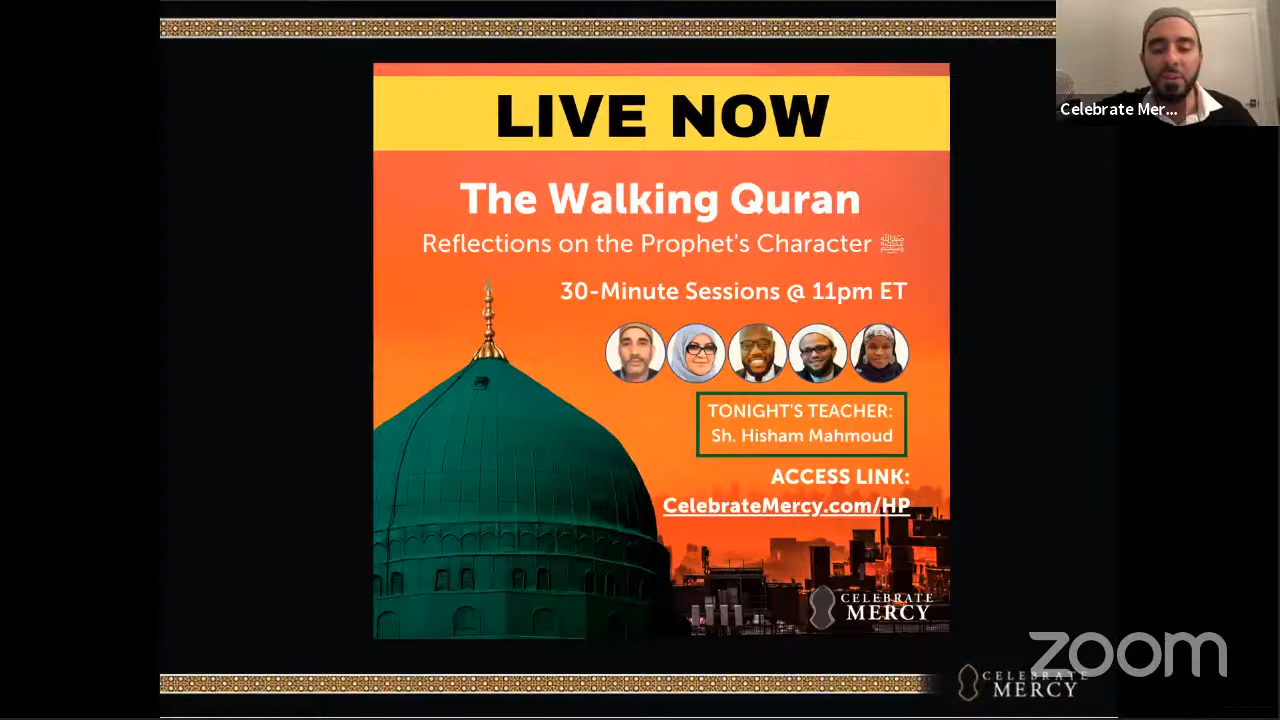 LIVE NOW
The Walking Quran
Reflections on the Prophet's Character ﷺ
30-Minute Sessions @ 11pm ET
TONIGHT'S TEACHER:
Sh. Hisham Mahmoud
ACCESS LINK:
CelebrateMercy.com/HP
CELEBRATE
MERCY
Celebrate Mer...
zoom
CELEBRATE
MERCY